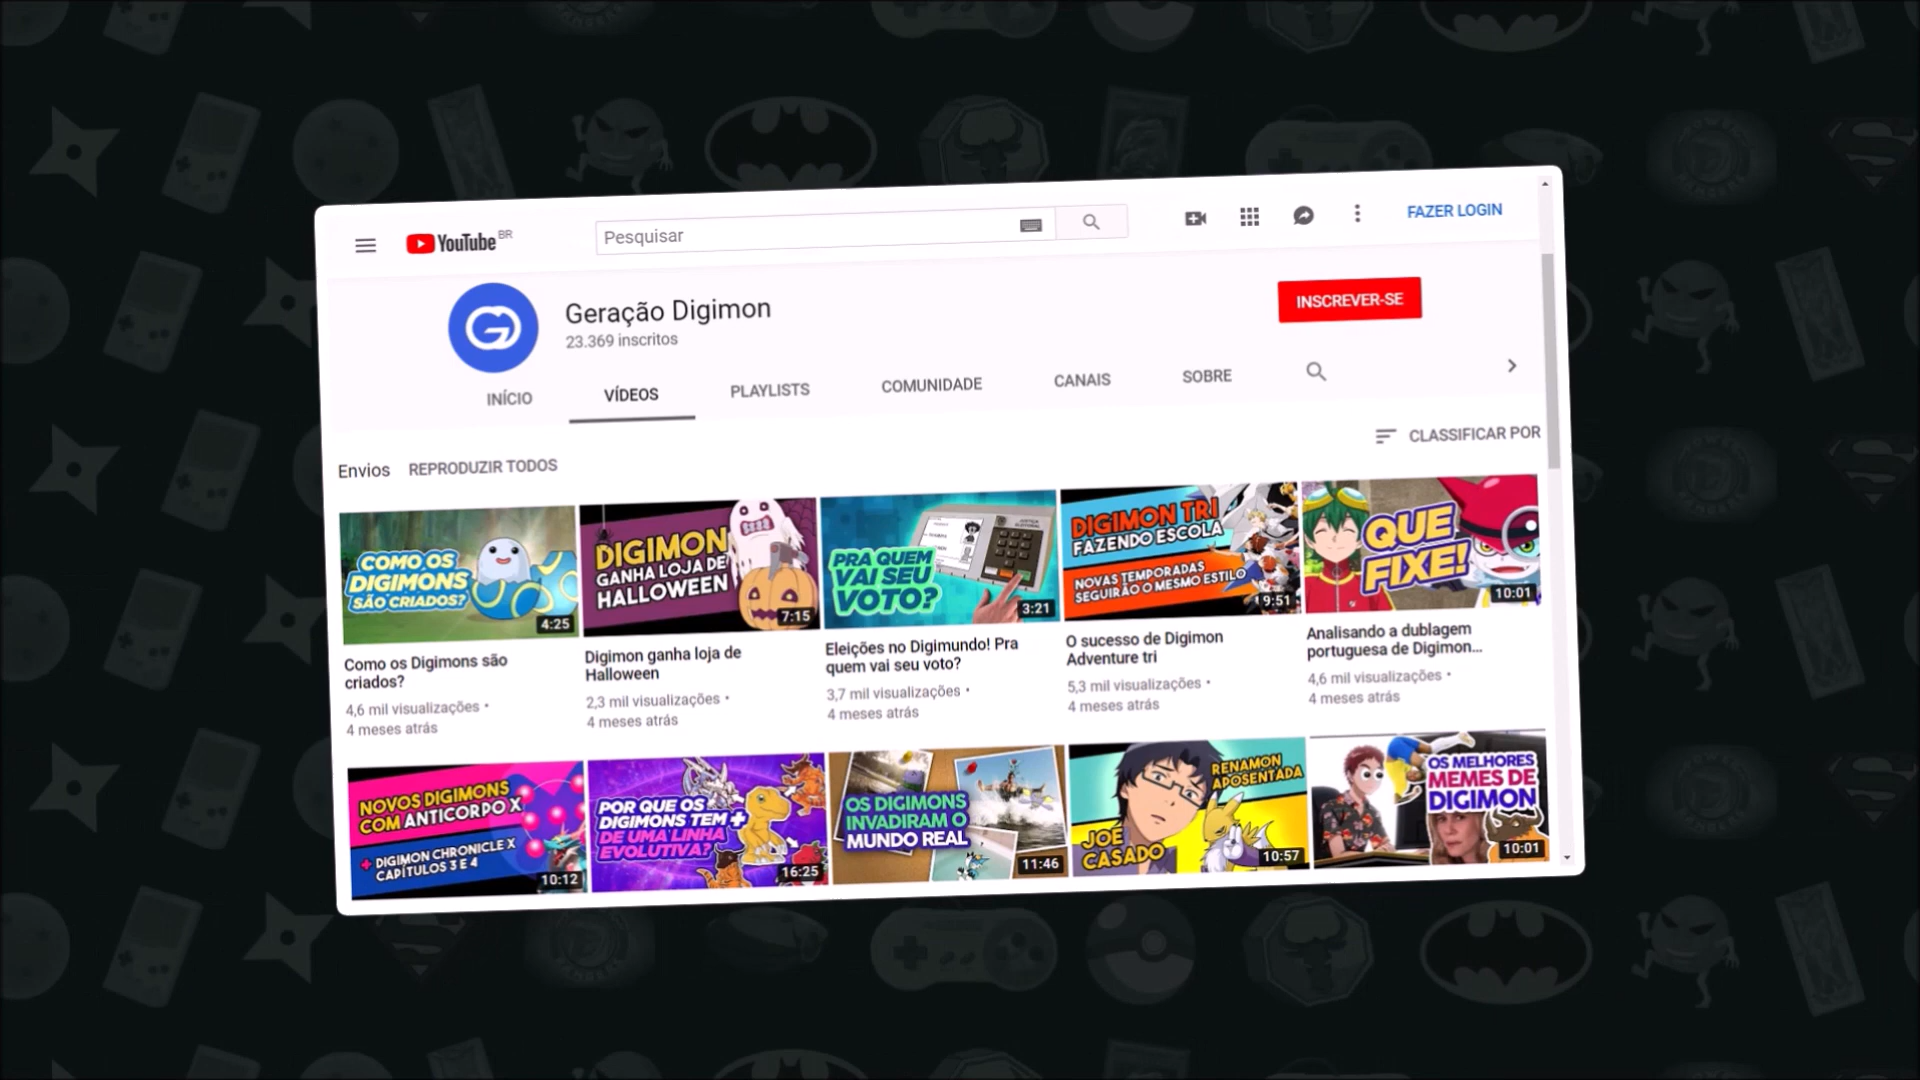 YouTube BR
Pesquisar
FAZER LOGIN
Geração Digimon
23.369 inscritos
INSCREVER-SE
INÍCIO
VÍDEOS
PLAYLISTS
COMUNIDADE
CANAIS
SOBRE
CLASSIFICAR POR
Envios
REPRODUZIR TODOS
COMO OS
DIGIMONS
SÃO CRIADOS?
4:25
DIGIMON
GANHA LOJA DE
HALLOWEEN
7:15
PRA QUEM
VAI SEU
VOTO?
3:21
DIGIMON TRI
FAZENDO ESCOLA
NOVAS TEMPORADAS
SEGUIRÃO O MESMO ESTILO
9:51
QUE
FIXE!
10:01
Como os Digimons são
criados?
4,6 mil visualizações •
4 meses atrás
Digimon ganha loja de
Halloween
2,3 mil visualizações •
4 meses atrás
Eleições no Digimundo! Pra
quem vai seu voto?
3,7 mil visualizações •
4 meses atrás
O sucesso de Digimon
Adventure tri
5,3 mil visualizações •
4 meses atrás
Analisando a dublagem
portuguesa de Digimon...
4,6 mil visualizações •
4 meses atrás
NOVOS DIGIMONS
COM ANTICORPO X
+ DIGIMON CHRONICLE X
CAPÍTULOS 3 E 4
10:12
POR QUE OS
DIGIMONS TEM +
DE UMA LINHA
EVOLUTIVA?
16:25
OS DIGIMONS
INVADIRAM O
MUNDO REAL
11:46
RENAMON
APOSENTADA
JOE
CASADO
10:57
OS MELHORES
MEMES DE
DIGIMON
10:01